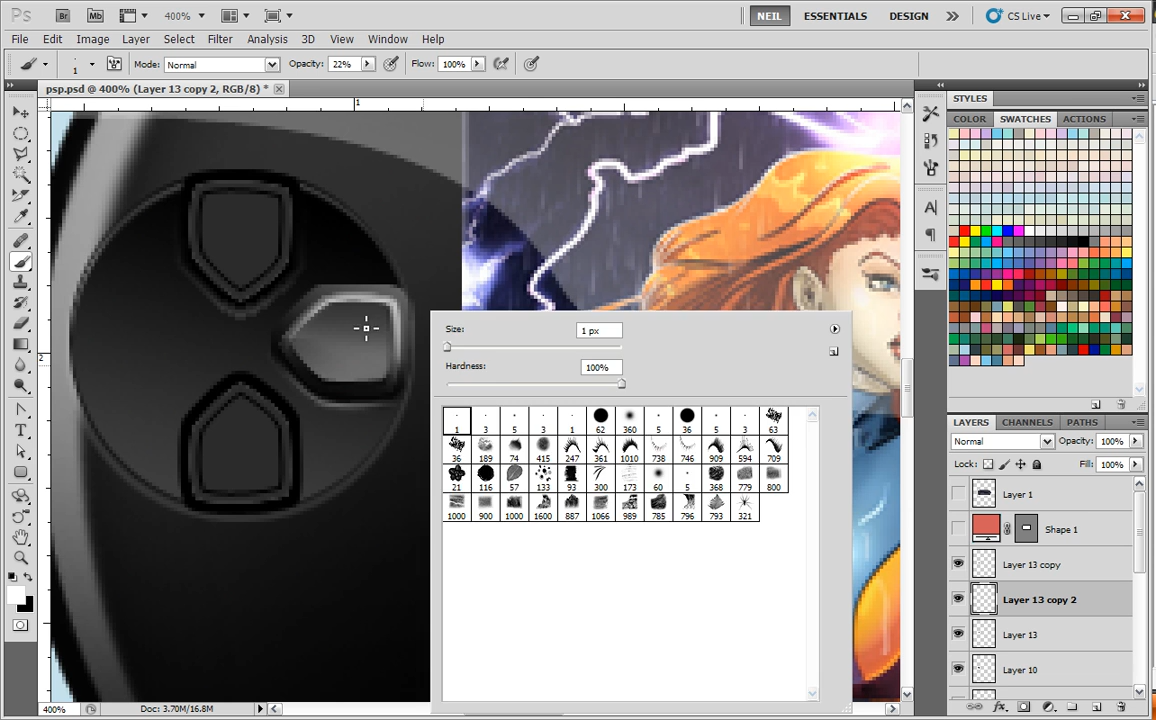 Ps Br Mb 400% NEIL ESSENTIALS DESIGN CS Live
File Edit Image Layer Select Filter Analysis 3D View Window Help
1 Mode: Normal Opacity: 22% Flow: 100%
psp.psd @ 400% (Layer 13 copy 2, RGB/8) *
1
STYLES
COLOR SWATCHES ACTIONS
Size: 1 px
Hardness: 100%
1 3 5 3 1 62 360 5 36 5 3 63
36 189 74 415 247 361 1010 738 746 909 594 709
21 116 57 133 93 300 173 60 5 368 779 800
1000 900 1000 1600 887 1066 989 785 796 793 321
LAYERS CHANNELS PATHS
Normal Opacity: 100%
Lock: Fill: 100%
Layer 1
Shape 1
Layer 13 copy
Layer 13 copy 2
Layer 13
Layer 10
400% Doc: 3.70M/16.8M